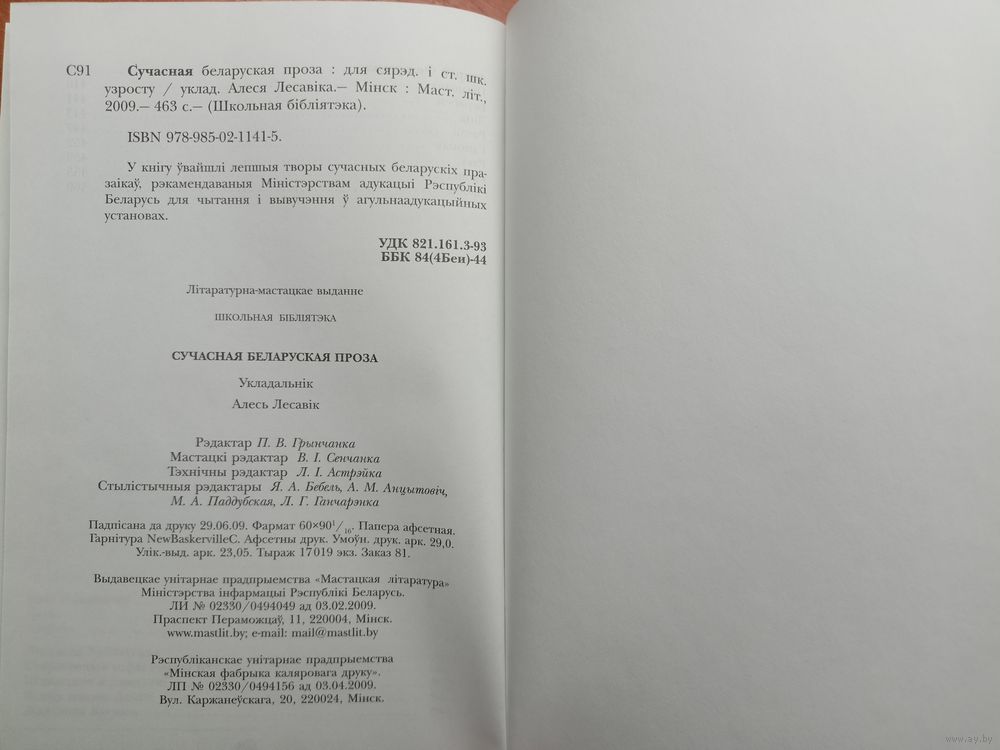 С91 Сучасная беларуская проза : для сярэд. і ст. шк.
узросту / уклад. Алеся Лесавіка.— Мінск : Маст. літ.,
2009.— 463 с.— (Школьная бібліятэка).
ISBN 978-985-02-1141-5.
У кнігу ўвайшлі лепшыя творы сучасных беларускіх пра-
заікаў, рэкамендаваныя Міністэрствам адукацыі Рэспублікі
Беларусь для чытання і вывучэння ў агульнаадукацыйных
установах.
УДК 821.161.3-93
ББК 84(4Беи)-44
Літаратурна-мастацкае выданне
ШКОЛЬНАЯ БІБЛІЯТЭКА
СУЧАСНАЯ БЕЛАРУСКАЯ ПРОЗА
Укладальнік
Алесь Лесавік
Рэдактар П. В. Грынчанка
Мастацкі рэдактар В. І. Сенчанка
Тэхнічны рэдактар Л. І. Астрэйка
Стылістычныя рэдактары Я. А. Бебель, А. М. Анцытовіч,
М. А. Паддубская, Л. Г. Ганчарэнка
Падпісана да друку 29.06.09. Фармат 60×90 1/16. Папера афсетная.
Гарнітура NewBaskervilleC. Афсетны друк. Умоўн. друк. арк. 29,0.
Улік.-выд. арк. 23,05. Тыраж 17019 экз. Заказ 81.
Выдавецкае унітарнае прадпрыемства «Мастацкая літаратура»
Міністэрства інфармацыі Рэспублікі Беларусь.
ЛИ № 02330/0494049 ад 03.02.2009.
Праспект Пераможцаў, 11, 220004, Мінск.
www.mastlit.by; e-mail: mail@mastlit.by
Рэспубліканскае унітарнае прадпрыемства
«Мінская фабрыка каляровага друку».
ЛП № 02330/0494156 ад 03.04.2009.
Вул. Каржанеўскага, 20, 220024, Мінск.
www.ay.by